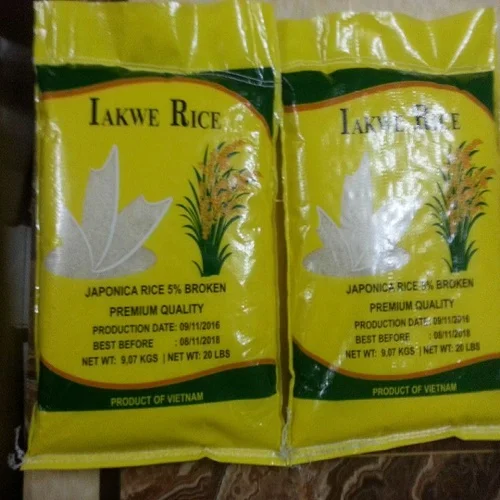 IAKWE RICE
JAPONICA RICE 5% BROKEN
PREMIUM QUALITY
PRODUCTION DATE: 09/11/2016
BEST BEFORE : 08/11/2018
NET WT: 9,07 KGS | NET WT: 20 LBS
PRODUCT OF VIETNAM
IAKWE RICE
JAPONICA RICE 5% BROKEN
PREMIUM QUALITY
PRODUCTION DATE: 09/11/2016
BEST BEFORE : 08/11/2018
NET WT: 9,07 KGS | NET WT: 20 LBS
PRODUCT OF VIETNAM